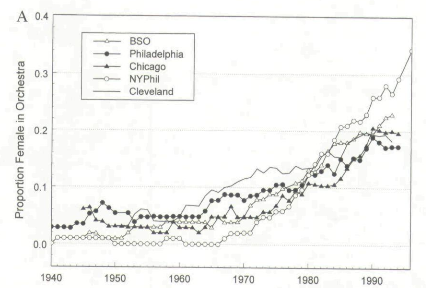 A
0.4
0.3
0.2
0.1
0.0
Proportion Female in Orchestra
BSO
Philadelphia
Chicago
NYPhil
Cleveland
1940 1950 1960 1970 1980 1990